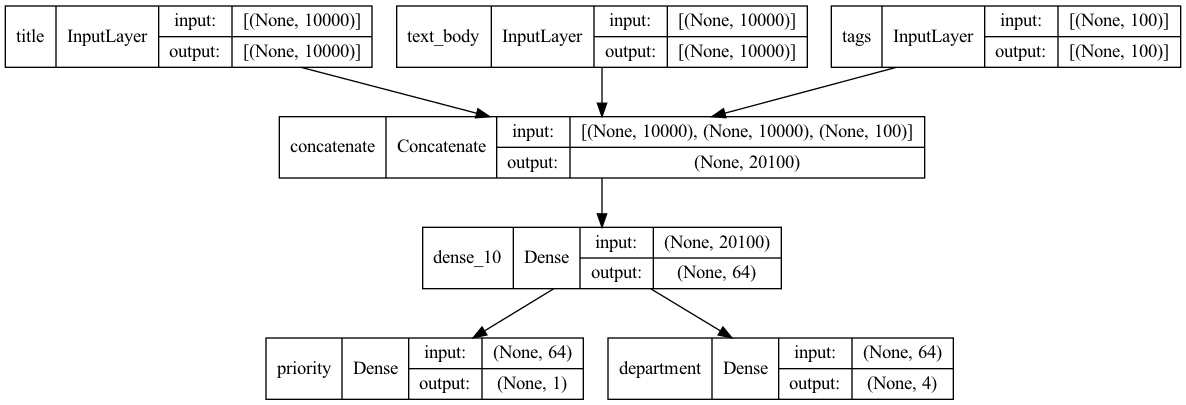 title InputLayer input: [(None, 10000)]
output: [(None, 10000)]
text_body InputLayer input: [(None, 10000)]
output: [(None, 10000)]
tags InputLayer input: [(None, 100)]
output: [(None, 100)]
concatenate Concatenate input: [(None, 10000), (None, 10000), (None, 100)]
output: (None, 20100)
dense_10 Dense input: (None, 20100)
output: (None, 64)
priority Dense input: (None, 64)
output: (None, 1)
department Dense input: (None, 64)
output: (None, 4)